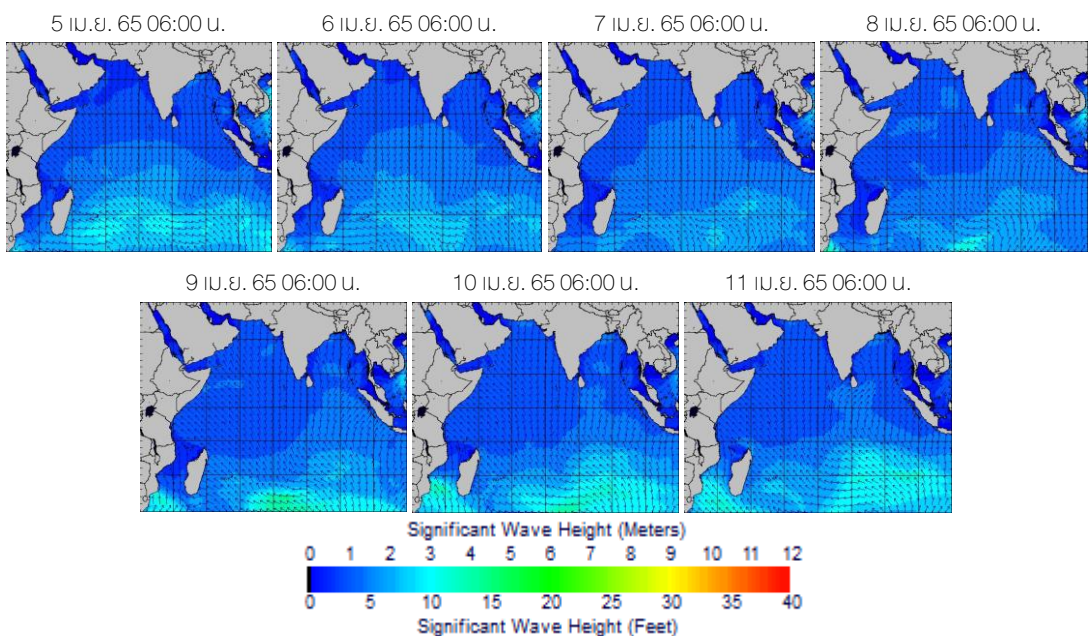 5 เม.ย. 65 06:00 น. 6 เม.ย. 65 06:00 น. 7 เม.ย. 65 06:00 น. 8 เม.ย. 65 06:00 น.
9 เม.ย. 65 06:00 น. 10 เม.ย. 65 06:00 น. 11 เม.ย. 65 06:00 น.
Significant Wave Height (Meters)
0 1 2 3 4 5 6 7 8 9 10 11 12
0 5 10 15 20 25 30 35 40
Significant Wave Height (Feet)